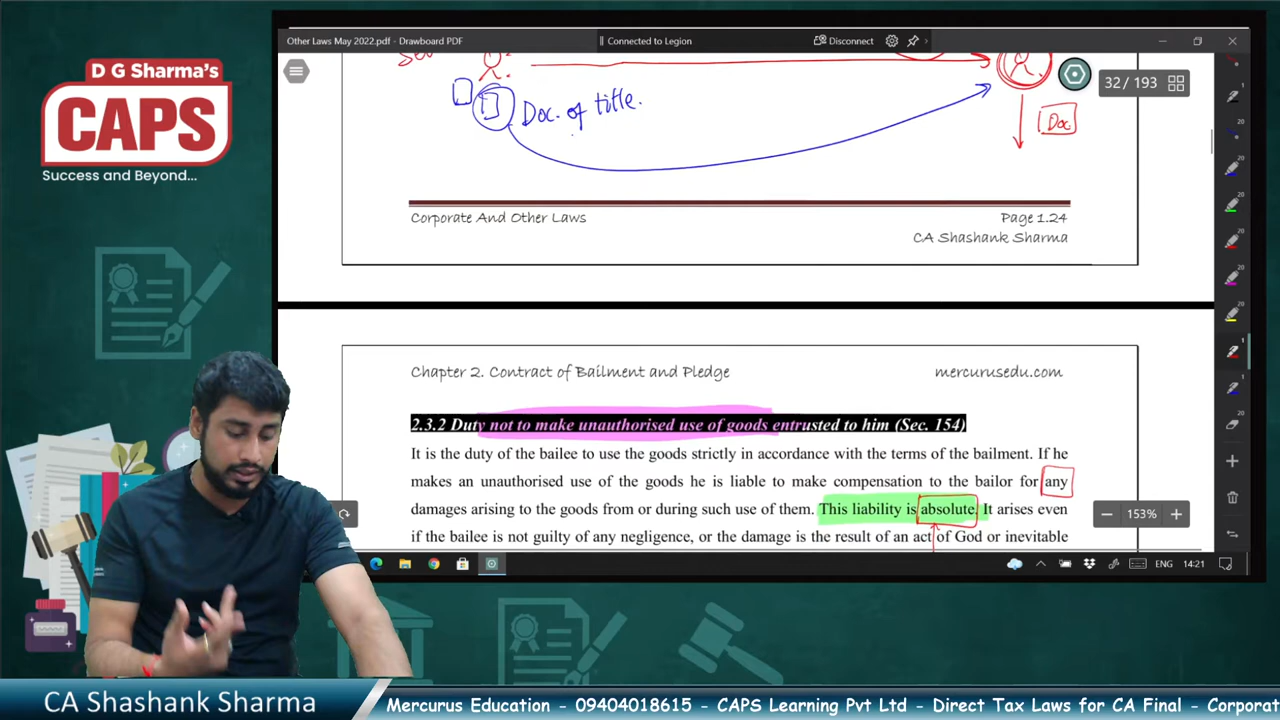 D G Sharma's
CAPS
Success and Beyond...
Other Laws May 2022.pdf - Drawboard PDF
Connected to Legion
Disconnect
32 / 193
Doc. of title.
Doc
Corporate And Other Laws
Page 1.24
CA Shashank Sharma
Chapter 2. Contract of Bailment and Pledge
mercurusedu.com
2.3.2 Duty not to make unauthorised use of goods entrusted to him (Sec. 154)
It is the duty of the bailee to use the goods strictly in accordance with the terms of the bailment. If he
makes an unauthorised use of the goods he is liable to make compensation to the bailor for any
damages arising to the goods from or during such use of them. This liability is absolute. It arises even
if the bailee is not guilty of any negligence, or the damage is the result of an act of God or inevitable
153%
ENG
14:21
CA Shashank Sharma
Mercurus Education - 09404018615 - CAPS Learning Pvt Ltd - Direct Tax Laws for CA Final - Corporat